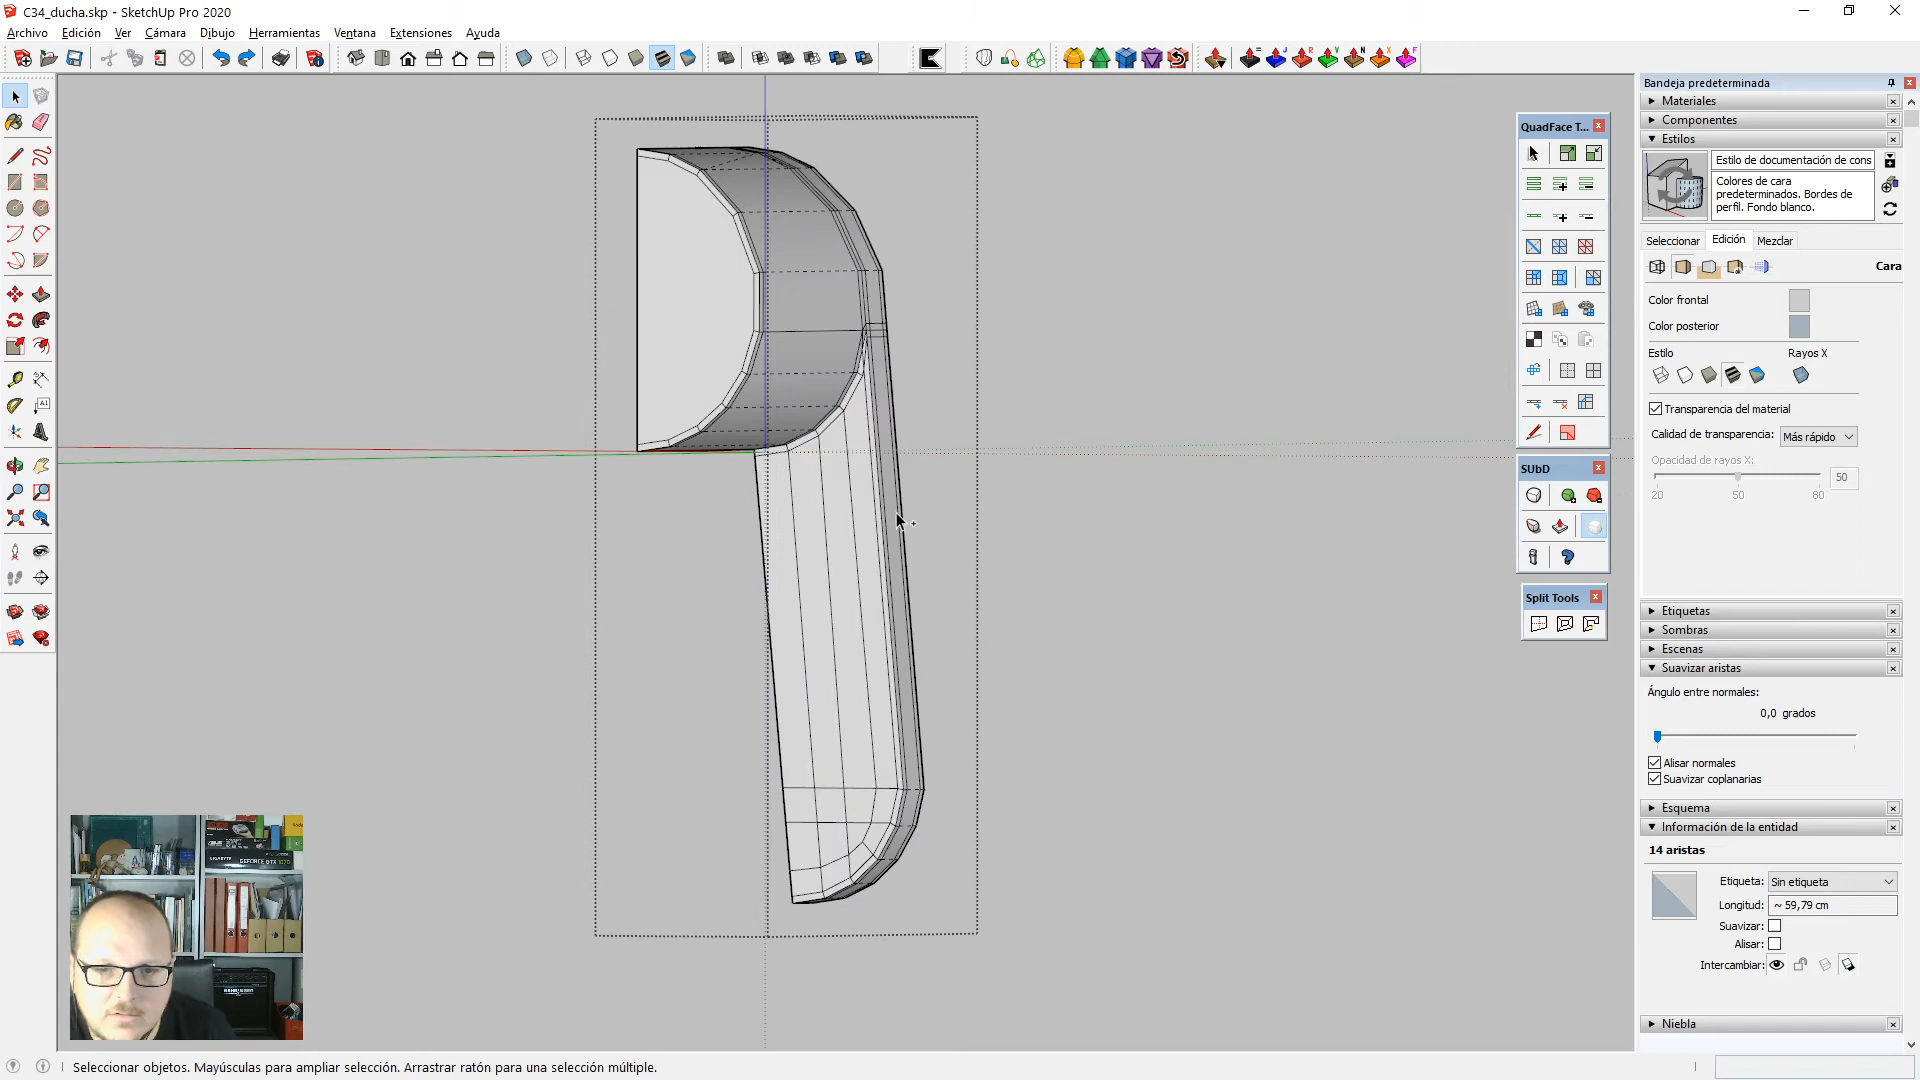 C34_ducha.skp - SketchUp Pro 2020
Archivo Edición Ver Cámara Dibujo Herramientas Ventana Extensiones Ayuda
Bandeja predeterminada
Materiales
Componentes
Estilos
Estilo de documentación de cons
Colores de cara
predeterminados. Bordes de
perfil. Fondo blanco.
Seleccionar Edición Mezclar
Cara
Color frontal
Color posterior
Estilo Rayos X
Transparencia del material
Calidad de transparencia: Más rápido
Opacidad de rayos X:
50
20 50 80
Etiquetas
Sombras
Escenas
Suavizar aristas
Ángulo entre normales:
0,0 grados
Alisar normales
Suavizar coplanarias
Esquema
Información de la entidad
14 aristas
Etiqueta: Sin etiqueta
Longitud: ~ 59,79 cm
Suavizar:
Alisar:
Intercambiar:
Niebla
QuadFace T...
SUbD
Split Tools
Seleccionar objetos. Mayúsculas para ampliar selección. Arrastrar ratón para una selección múltiple.